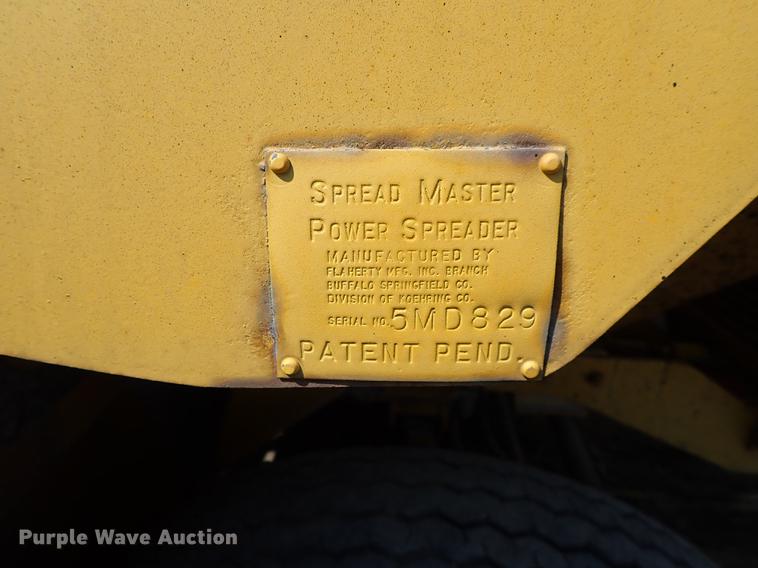 SPREAD MASTER
POWER SPREADER
MANUFACTURED BY
FLAHERTY MFG. INC. BRANCH
BUFFALO SPRINGFIELD CO.
DIVISION OF KOEHRING CO.
SERIAL NO. 5MD829
PATENT PEND.
Purple Wave Auction